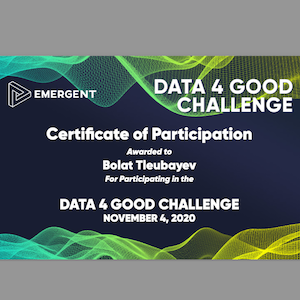 EMERGENT
DATA 4 GOOD
CHALLENGE
Certificate of Participation
Awarded to
Bolat Tleubayev
For Participating in the
DATA 4 GOOD CHALLENGE
NOVEMBER 4, 2020